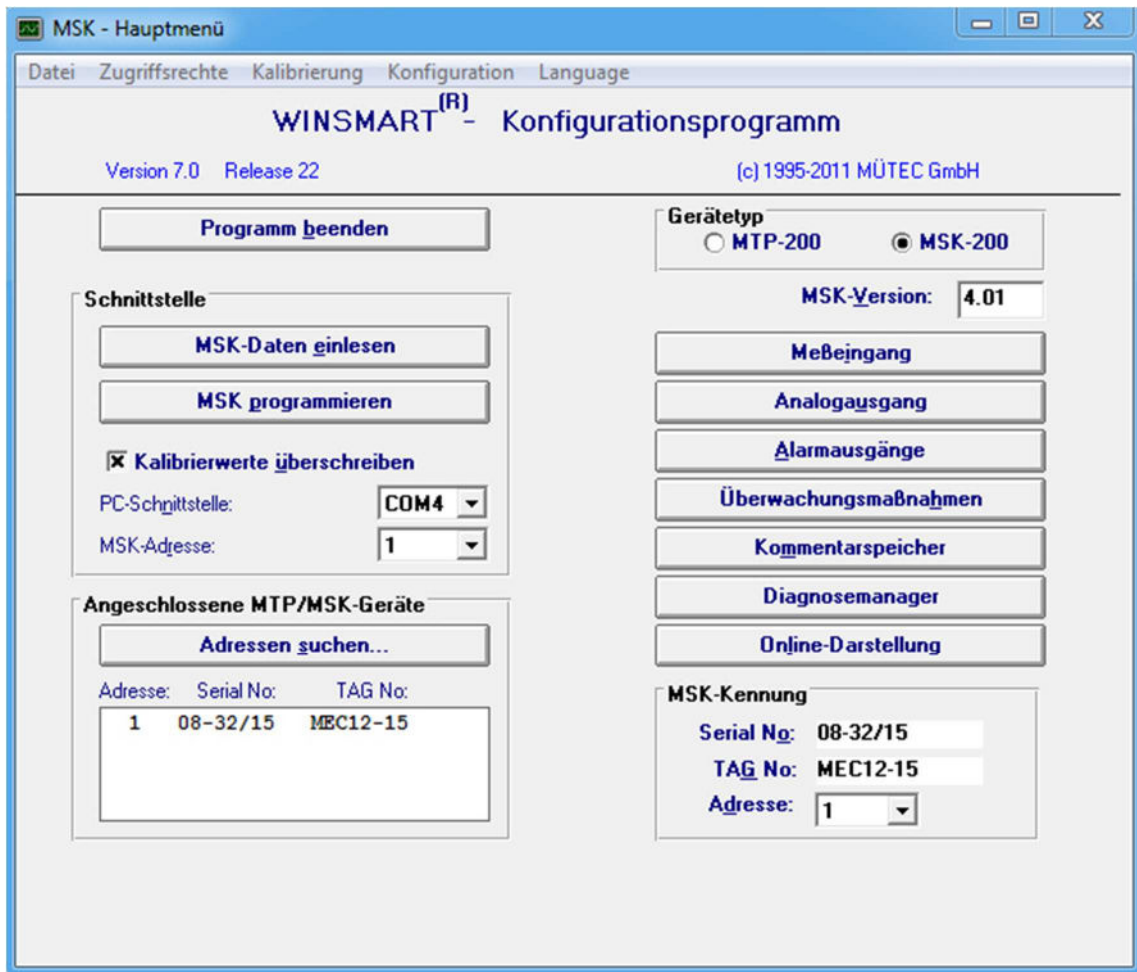 MSK - Hauptmenü
Datei Zugriffsrechte Kalibrierung Konfiguration Language
WINSMART(R)- Konfigurationsprogramm
Version 7.0 Release 22 (c) 1995-2011 MÜTEC GmbH
Programm beenden
Schnittstelle
MSK-Daten einlesen
MSK programmieren
Kalibrierwerte überschreiben
PC-Schnittstelle: COM4
MSK-Adresse: 1
Angeschlossene MTP/MSK-Geräte
Adressen suchen...
Adresse: Serial No: TAG No:
1 08-32/15 MEC12-15
Gerätetyp
MTP-200 MSK-200
MSK-Version: 4.01
Meßeingang
Analogausgang
Alarmausgänge
Überwachungsmaßnahmen
Kommentarspeicher
Diagnosemanager
Online-Darstellung
MSK-Kennung
Serial No: 08-32/15
TAG No: MEC12-15
Adresse: 1